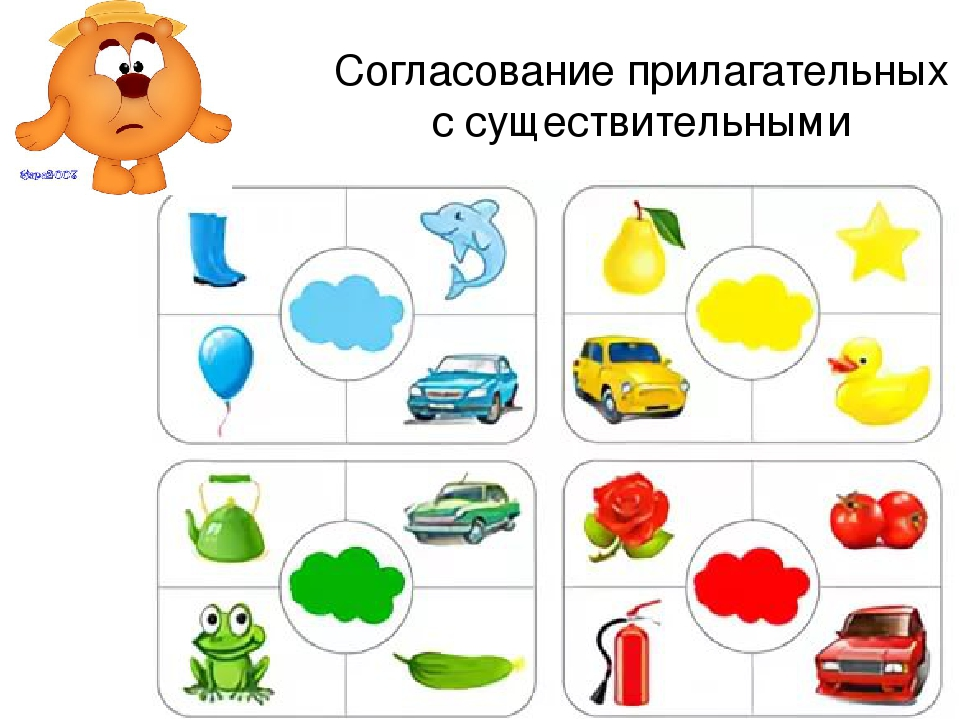 Согласование прилагательных
с существительными